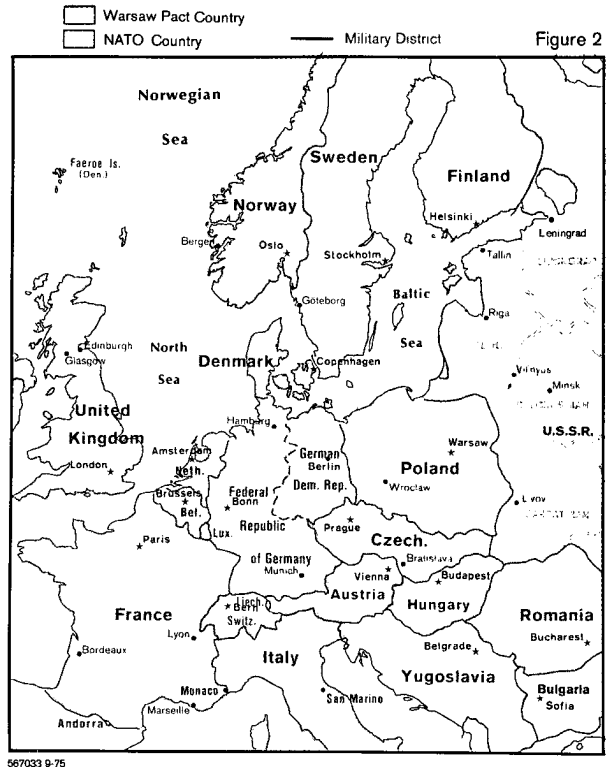 Warsaw Pact Country
NATO Country
Military District
Figure 2
Norwegian
Sea
Faeroe Is.
(Den.)
Sweden
Finland
Norway
Helsinki
Bergen
Oslo
Stockholm
Leningrad
Tallin
Baltic
Sea
Göteborg
Riga
Edinburgh
Glasgow
North
Sea
Denmark
Copenhagen
Vilnyus
Minsk
United
Kingdom
Hamburg
U.S.S.R.
Amsterdam
Neth.
German
Berlin
Dem. Rep.
Warsaw
Poland
London
Wroclaw
Brussels
Bel.
Federal
Bonn
Republic
of Germany
Lvov
Lux.
Prague
Czech.
Paris
Munich
Bratislava
Vienna
Austria
Budapest
Hungary
Liech.
Bern
Switz.
France
Romania
Bucharest
Lyon
Bordeaux
Italy
Belgrade
Yugoslavia
Monaco
San Marino
Bulgaria
Sofia
Marseille
Andorra
567033 9-75